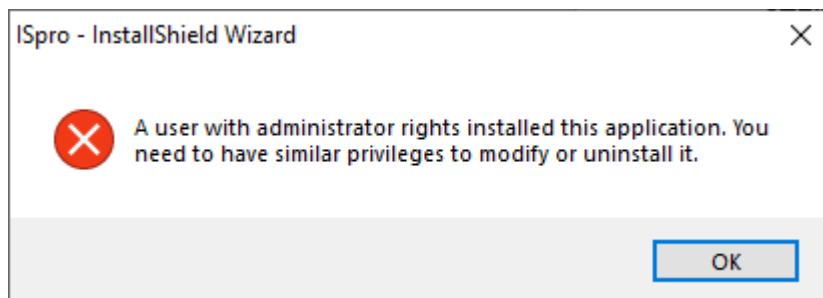 ISpro - InstallShield Wizard
A user with administrator rights installed this application. You
need to have similar privileges to modify or uninstall it.
OK